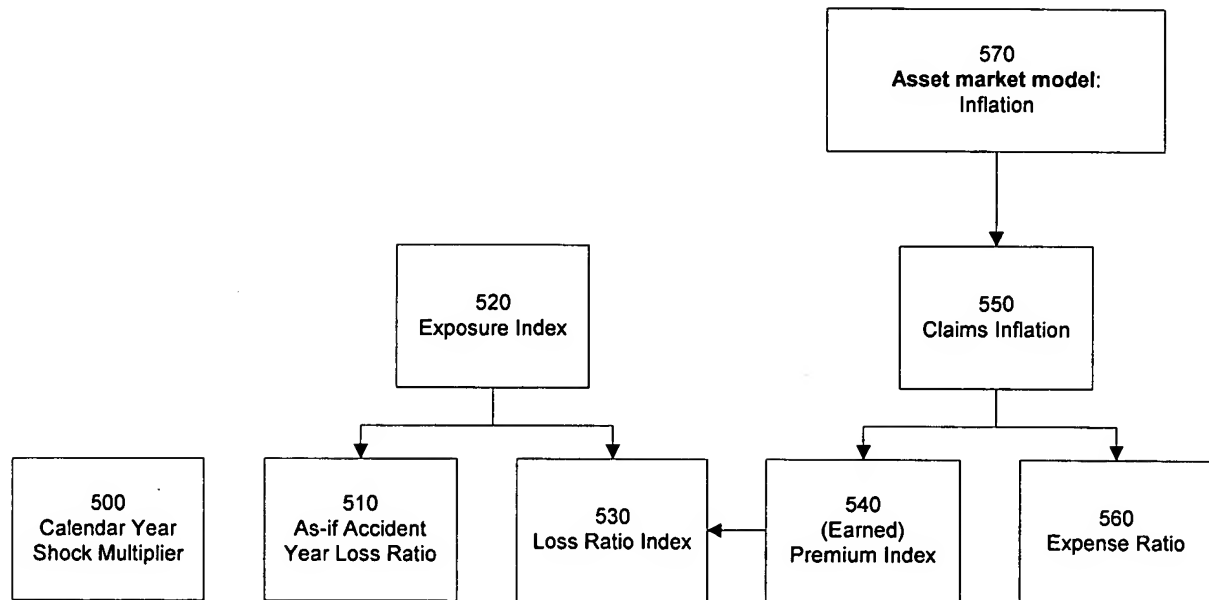 570
Asset market model:
Inflation
520
Exposure Index
550
Claims Inflation
500
Calendar Year
Shock Multiplier
510
As-if Accident
Year Loss Ratio
530
Loss Ratio Index
540
(Earned)
Premium Index
560
Expense Ratio